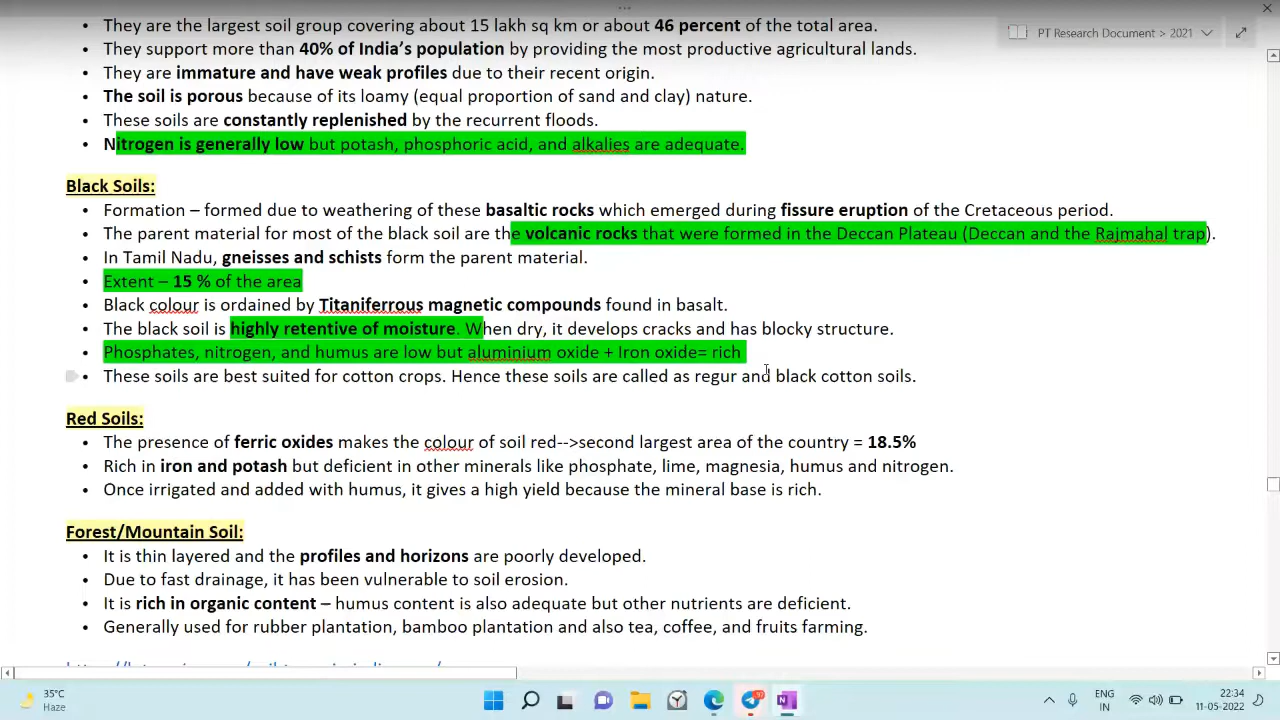 They are the largest soil group covering about 15 lakh sq km or about 46 percent of the total area.
PT Research Document > 2021
They support more than 40% of India's population by providing the most productive agricultural lands.
They are immature and have weak profiles due to their recent origin.
The soil is porous because of its loamy (equal proportion of sand and clay) nature.
These soils are constantly replenished by the recurrent floods.
Nitrogen is generally low but potash, phosphoric acid, and alkalies are adequate.
Black Soils:
Formation – formed due to weathering of these basaltic rocks which emerged during fissure eruption of the Cretaceous period.
The parent material for most of the black soil are the volcanic rocks that were formed in the Deccan Plateau (Deccan and the Rajmahal trap).
In Tamil Nadu, gneisses and schists form the parent material.
Extent – 15 % of the area
Black colour is ordained by Titaniferrous magnetic compounds found in basalt.
The black soil is highly retentive of moisture. When dry, it develops cracks and has blocky structure.
Phosphates, nitrogen, and humus are low but aluminium oxide + Iron oxide= rich
These soils are best suited for cotton crops. Hence these soils are called as regur and black cotton soils.
Red Soils:
The presence of ferric oxides makes the colour of soil red-->second largest area of the country = 18.5%
Rich in iron and potash but deficient in other minerals like phosphate, lime, magnesia, humus and nitrogen.
Once irrigated and added with humus, it gives a high yield because the mineral base is rich.
Forest/Mountain Soil:
It is thin layered and the profiles and horizons are poorly developed.
Due to fast drainage, it has been vulnerable to soil erosion.
It is rich in organic content – humus content is also adequate but other nutrients are deficient.
Generally used for rubber plantation, bamboo plantation and also tea, coffee, and fruits farming.
35°C
Haze
ENG
IN
22:34
11-05-2022